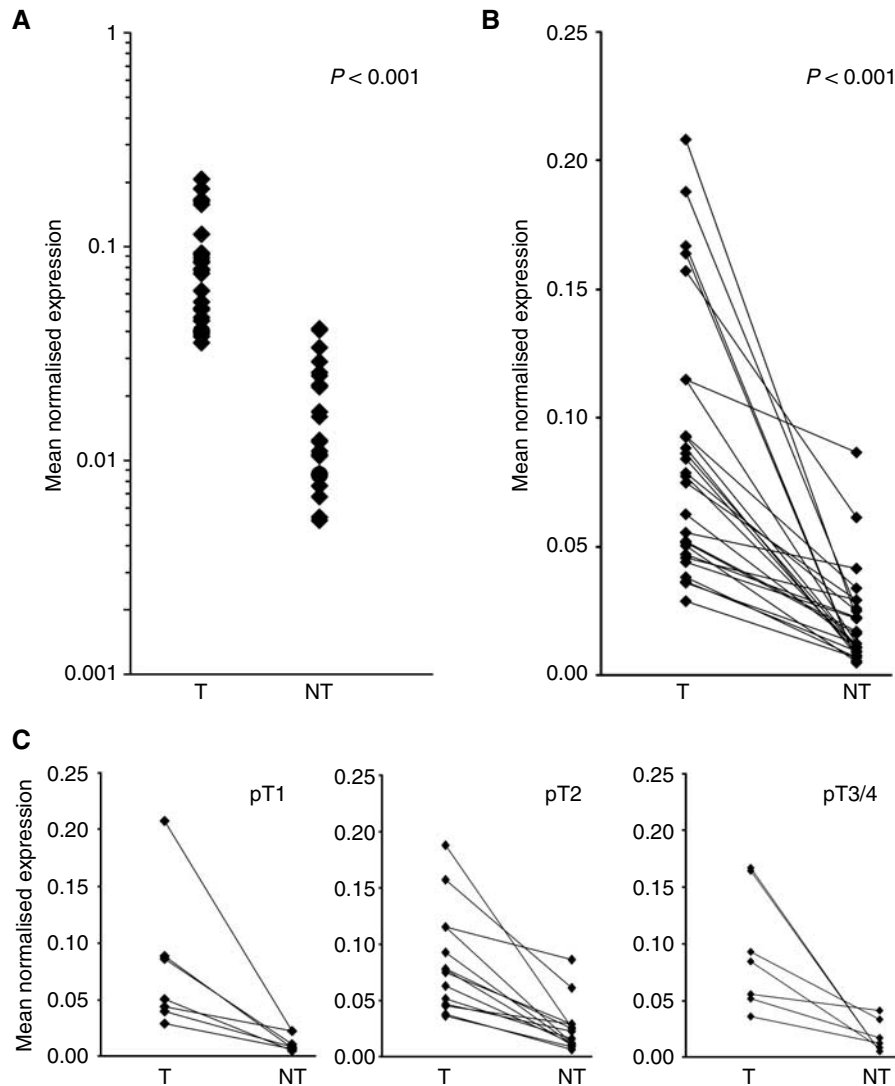 A
Mean normalised expression
1
0.1
0.01
0.001
P < 0.001
T NT
B
Mean normalised expression
0.25
0.20
0.15
0.10
0.05
0.00
P < 0.001
T NT
C
Mean normalised expression
0.25
0.20
0.15
0.10
0.05
0.00
pT1
T NT
0.25
0.20
0.15
0.10
0.05
0.00
pT2
T NT
0.25
0.20
0.15
0.10
0.05
0.00
pT3/4
T NT